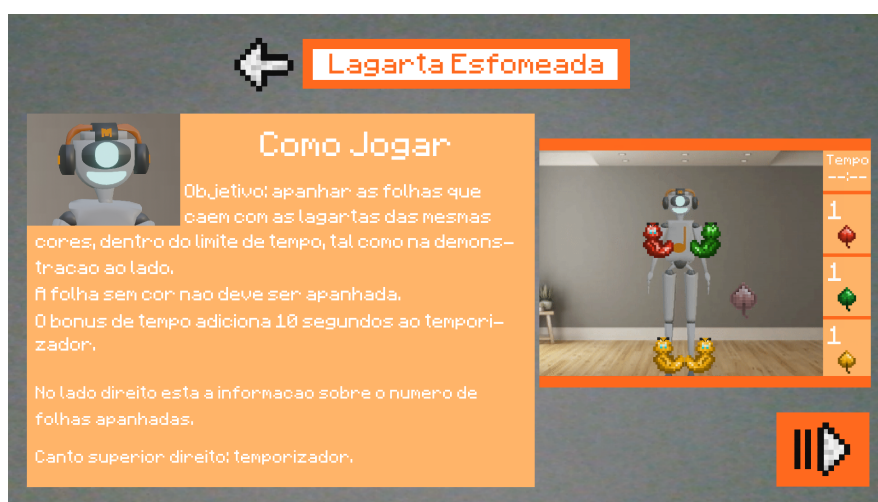 Lagarta Esfomeada
M
Como Jogar
Objetivo: apanhar as folhas que
caem com as lagartas das mesmas
cores, dentro do limite de tempo, tal como na demons-
tracao ao lado.
A folha sem cor nao deve ser apanhada.
O bonus de tempo adiciona 10 segundos ao tempori-
zador.
No lado direito esta a informacao sobre o numero de
folhas apanhadas.
Canto superior direito: temporizador.
Tempo
--:--
1
1
1